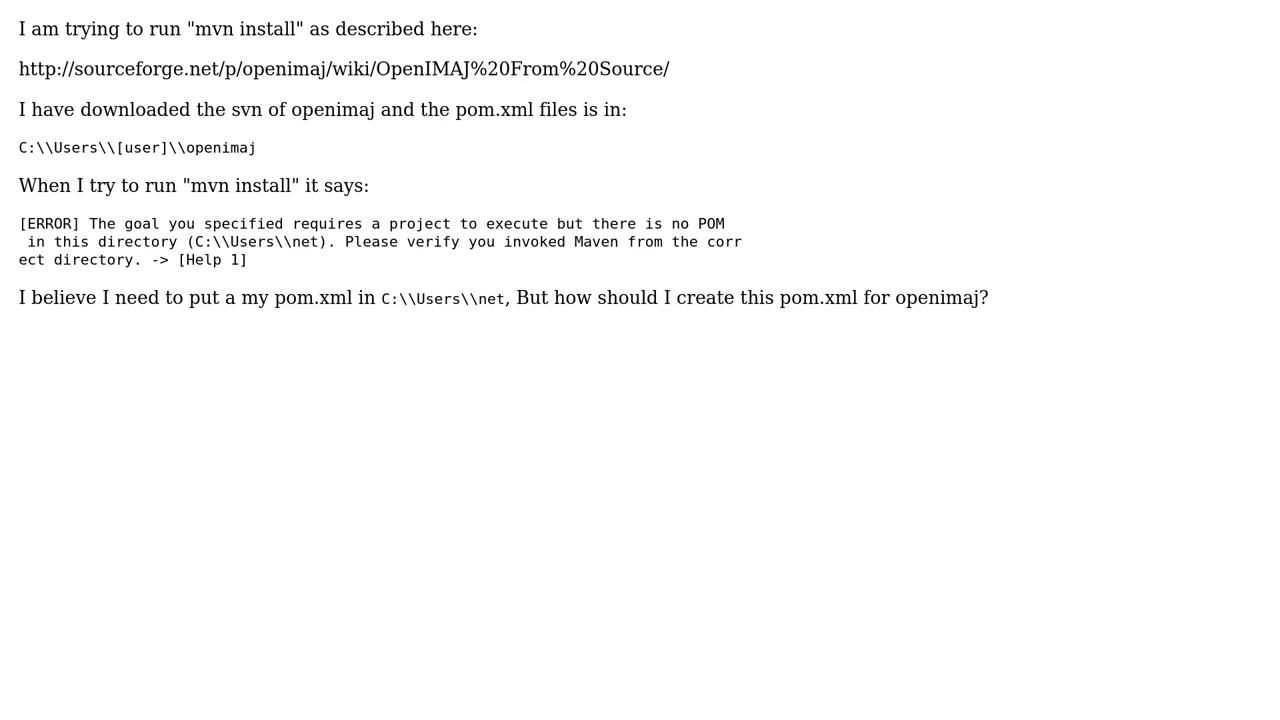 I am trying to run "mvn install" as described here:
http://sourceforge.net/p/openimaj/wiki/OpenIMAJ%20From%20Source/
I have downloaded the svn of openimaj and the pom.xml files is in:
C:\\Users\\[user]\\openimaj
When I try to run "mvn install" it says:
[ERROR] The goal you specified requires a project to execute but there is no POM
 in this directory (C:\\Users\\net). Please verify you invoked Maven from the corr
ect directory. -> [Help 1]
I believe I need to put a my pom.xml in C:\\Users\\net, But how should I create this pom.xml for openimaj?